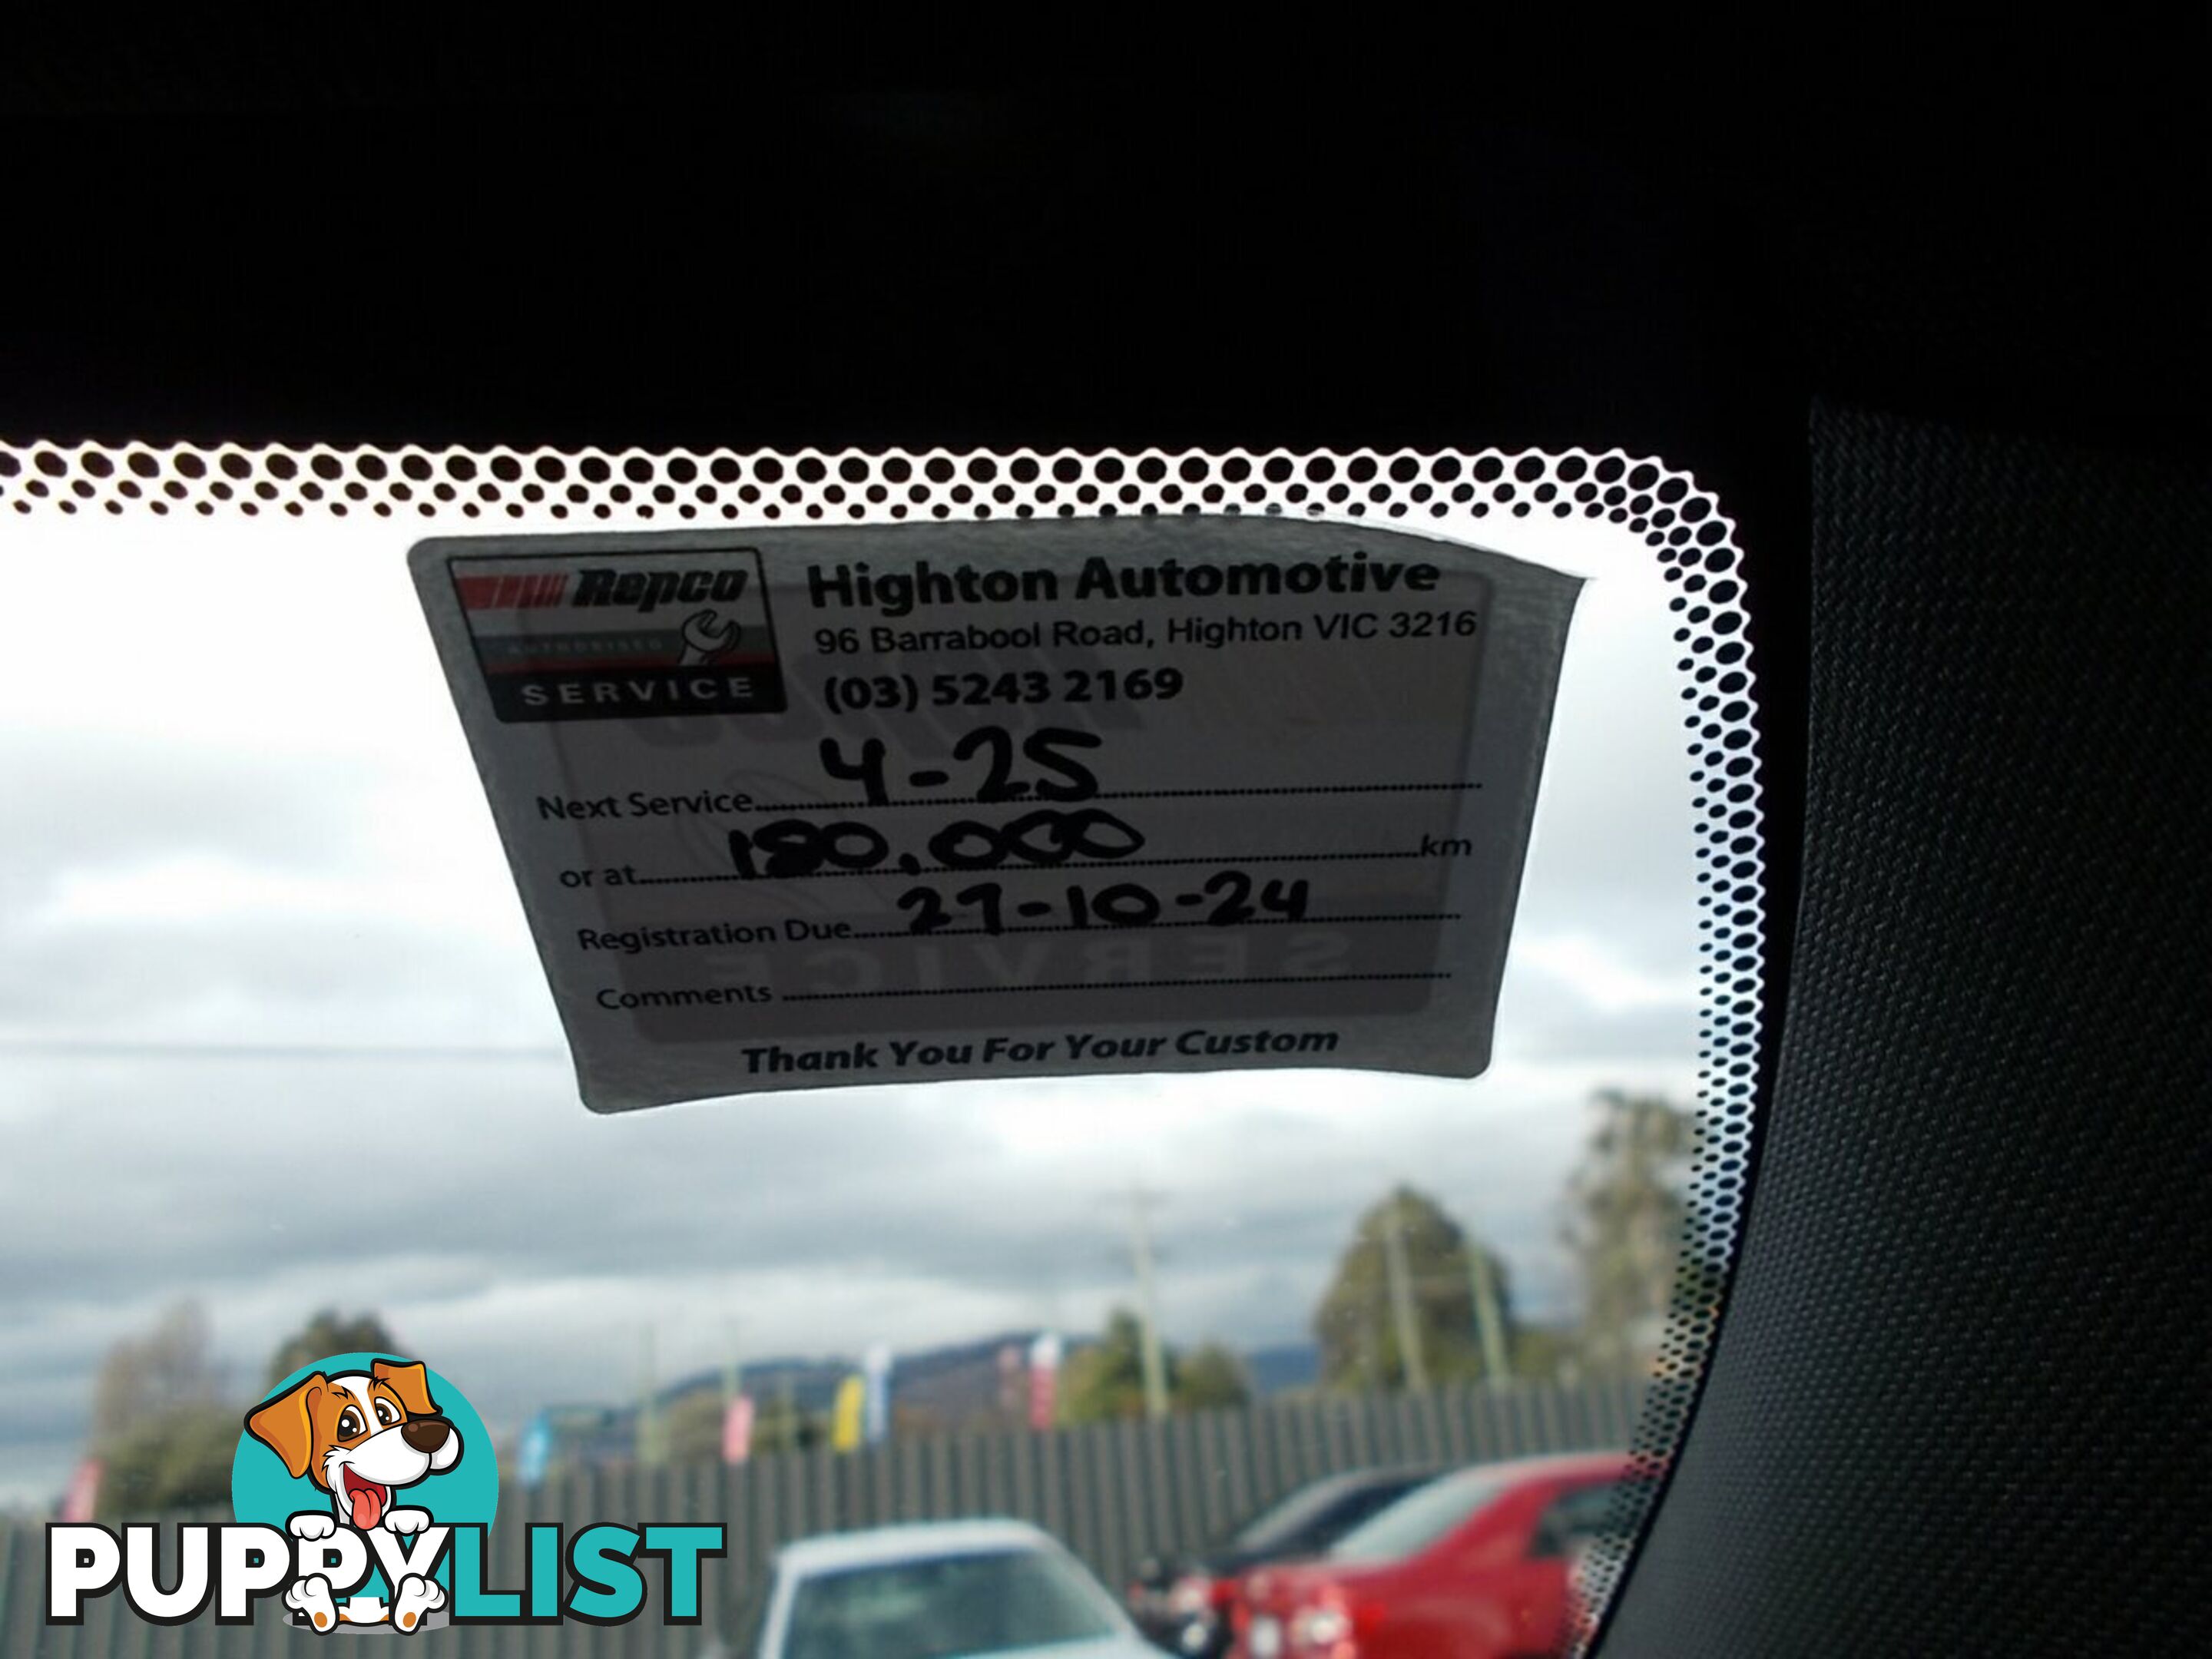 Repco
AUTHORISED
SERVICE
Highton Automotive
96 Barrabool Road, Highton VIC 3216
(03) 5243 2169
Next Service 4-25
or at 180,000 km
Registration Due 27-10-24
Comments
Thank You For Your Custom
SERVICE
PUPPYLIST